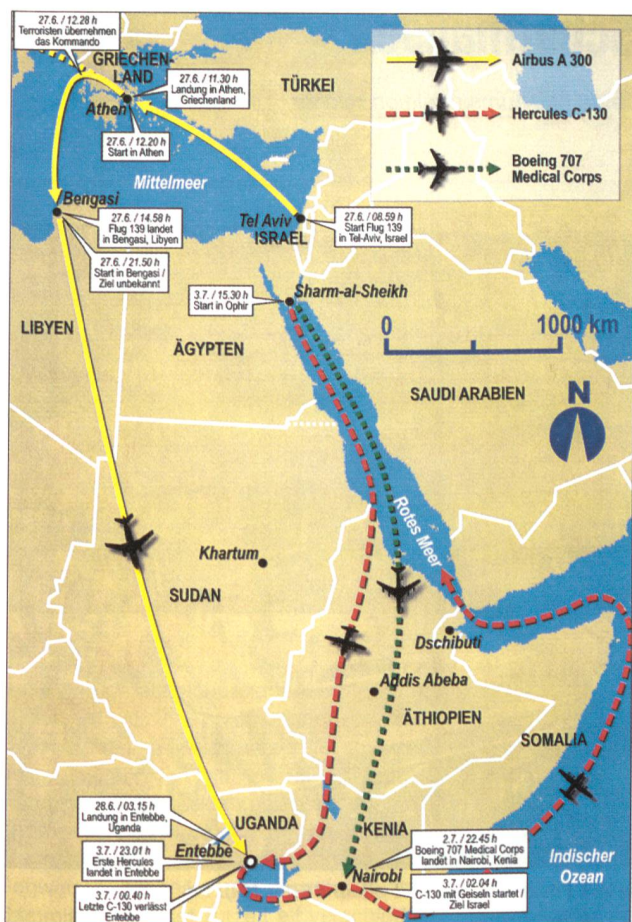 27.6. / 12.28 h
Terroristen übernehmen
das Kommando
GRIECHEN-
LAND
27.6. / 11.30 h
Landung in Athen,
Griechenland
TÜRKEI
Athen
27.6. / 12.20 h
Start in Athen
Airbus A 300
Hercules C-130
Boeing 707
Medical Corps
Mittelmeer
Bengasi
27.6. / 14.58 h
Flug 139 landet
in Bengasi, Libyen
27.6. / 21.50 h
Start in Bengasi /
Ziel unbekannt
Tel Aviv
ISRAEL
27.6. / 08.59 h
Start Flug 139
in Tel-Aviv, Israel
3.7. / 15.30 h
Start in Ophir
Sharm-al-Sheikh
0 1000 km
LIBYEN
ÄGYPTEN
SAUDI ARABIEN
N
Rotes Meer
Khartum
SUDAN
Dschibuti
Addis Abeba
ÄTHIOPIEN
SOMALIA
28.6. / 03.15 h
Landung in Entebbe,
Uganda
UGANDA
KENIA
Entebbe
3.7. / 23.01 h
Erste Hercules
landet in Entebbe
3.7. / 00.40 h
Letzte C-130 verlässt
Entebbe
2.7. / 22.45 h
Boeing 707 Medical Corps
landet in Nairobi, Kenia
Nairobi
3.7. / 02.04 h
C-130 mit Geiseln startet /
Ziel Israel
Indischer
Ozean